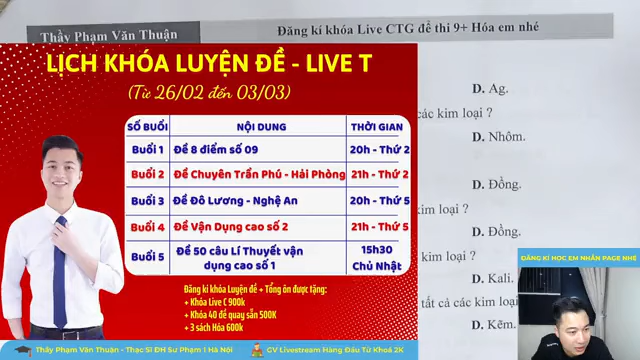 Thầy Phạm Văn Thuận
Đăng kí khóa Live CTG để thi 9+ Hóa em nhé
LỊCH KHÓA LUYỆN ĐỀ - LIVE T
(Từ 26/02 đến 03/03)
SỐ BUỔI NỘI DUNG THỜI GIAN
Buổi 1 Đề 8 điểm số 09 20h - Thứ 2
Buổi 2 Đề Chuyên Trần Phú - Hải Phòng 21h - Thứ 2
Buổi 3 Đề Đô Lương - Nghệ An 20h - Thứ 5
Buổi 4 Đề Vận Dụng cao số 2 21h - Thứ 5
Buổi 5 Đề 50 câu Lí Thuyết vận dụng cao số 1 15h30 Chủ Nhật
Đăng kí khóa Luyện đề + Tổng ôn được tặng:
+ Khóa Live C 900k
+ Khóa 40 đề quay sẵn 500K
+ 3 sách Hóa 600k
D. Ag.
các kim loại ?
D. Nhôm.
D. Đồng.
kim loại ?
D. Đồng.
kim loại ?
D. Kali.
tất cả các kim loại
D. Kẽm.
ĐĂNG KÍ HỌC EM NHẮN PAGE NHÉ
Thầy Phạm Văn Thuận - Thạc Sĩ ĐH Sư Phạm 1 Hà Nội
GV Livestream Hàng Đầu Từ Khoá 2K